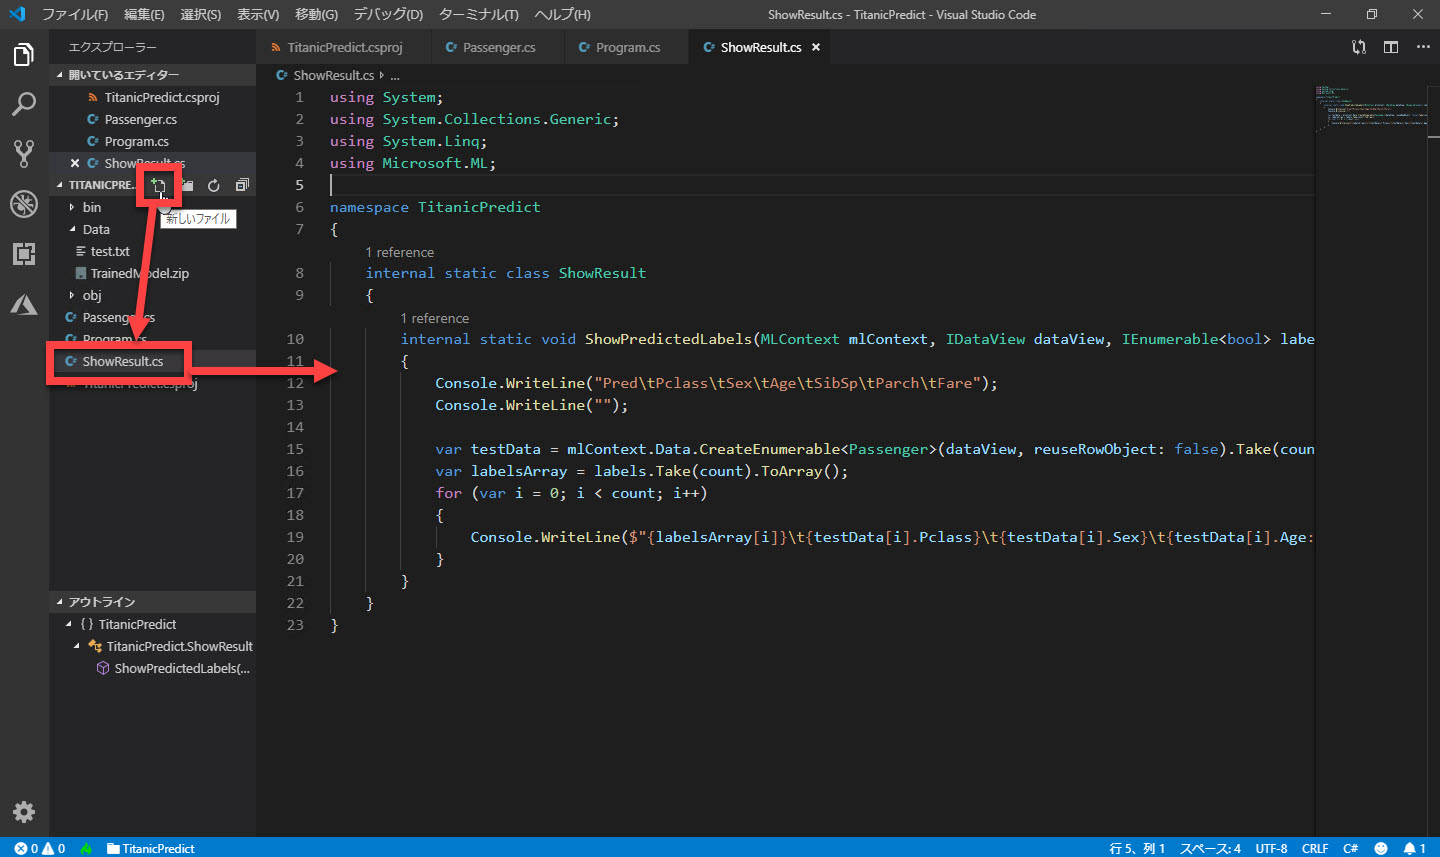 ファイル(F) 編集(E) 選択(S) 表示(V) 移動(G) デバッグ(D) ターミナル(T) ヘルプ(H) ShowResult.cs - TitanicPredict - Visual Studio Code
エクスプローラー
開いているエディター
TitanicPredict.csproj
Passenger.cs
Program.cs
ShowResult.cs
TITANICPRE...
新しいファイル
bin
Data
test.txt
TrainedModel.zip
obj
Passenger.cs
Program.cs
ShowResult.cs
TitanicPredict.csproj
アウトライン
{ } TitanicPredict
TitanicPredict.ShowResult
ShowPredictedLabels(...
TitanicPredict.csproj Passenger.cs Program.cs ShowResult.cs
ShowResult.cs ...
1 using System;
2 using System.Collections.Generic;
3 using System.Linq;
4 using Microsoft.ML;
5
6 namespace TitanicPredict
7 {
1 reference
8 internal static class ShowResult
9 {
1 reference
10 internal static void ShowPredictedLabels(MLContext mlContext, IDataView dataView, IEnumerable<bool> labe
11 {
12 Console.WriteLine("Pred\tPclass\tSex\tAge\tSibSp\tParch\tFare");
13 Console.WriteLine("");
14
15 var testData = mlContext.Data.CreateEnumerable<Passenger>(dataView, reuseRowObject: false).Take(coun
16 var labelsArray = labels.Take(count).ToArray();
17 for (var i = 0; i < count; i++)
18 {
19 Console.WriteLine($"{labelsArray[i]}\t{testData[i].Pclass}\t{testData[i].Sex}\t{testData[i].Age:
20 }
21 }
22 }
23 }
0 0 TitanicPredict 行 5、列 1 スペース: 4 UTF-8 CRLF C# 1